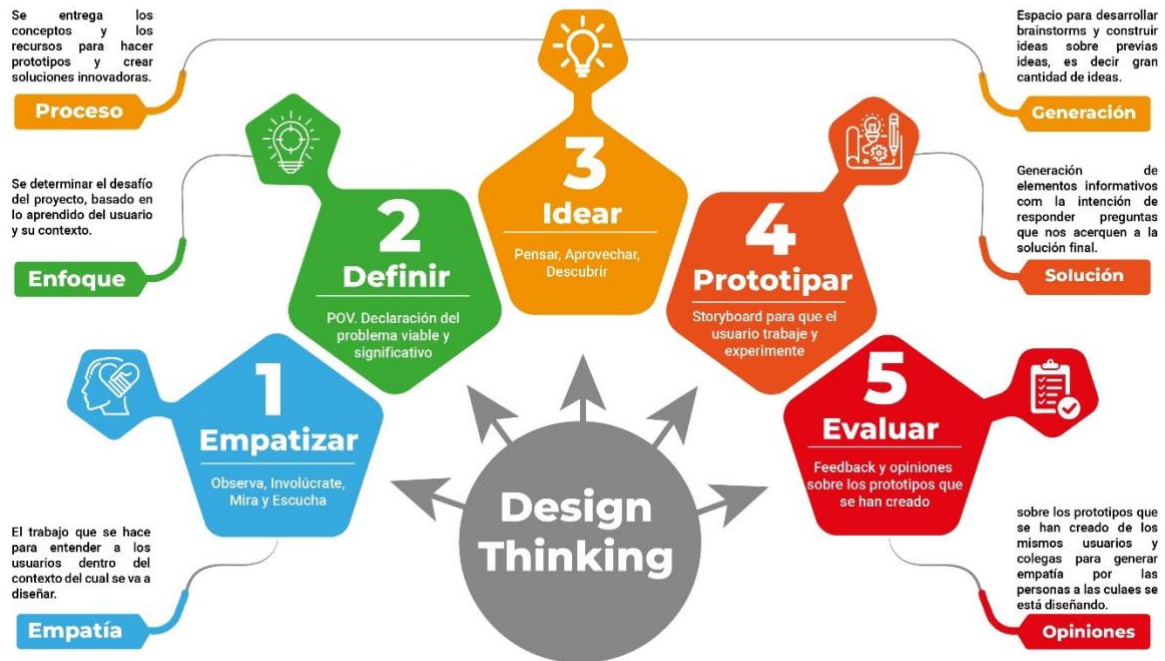 Se entrega los
conceptos y los
recursos para hacer
prototipos y crear
soluciones innovadoras.
Proceso
Espacio para desarrollar
brainstorms y construir
ideas sobre previas
ideas, es decir gran
cantidad de ideas.
Generación
3
Idear
Pensar, Aprovechar,
Descubrir
Se determinar el desafío
del proyecto, basado en
lo aprendido del usuario
y su contexto.
Enfoque
2
Definir
POV. Declaración del
problema viable y
significativo
4
Prototipar
Storyboard para que el
usuario trabaje y
experimente
Generación de
elementos informativos
com la intención de
responder preguntas
que nos acerquen a la
solución final.
Solución
1
Empatizar
Observa, Involúcrate,
Mira y Escucha
5
Evaluar
Feedback y opiniones
sobre los prototipos que
se han creado
Design
Thinking
El trabajo que se hace
para entender a los
usuarios dentro del
contexto del cual se va a
diseñar.
Empatía
sobre los prototipos que
se han creado de los
mismos usuarios y
colegas para generar
empatía por las
personas a las culaes se
está diseñando.
Opiniones